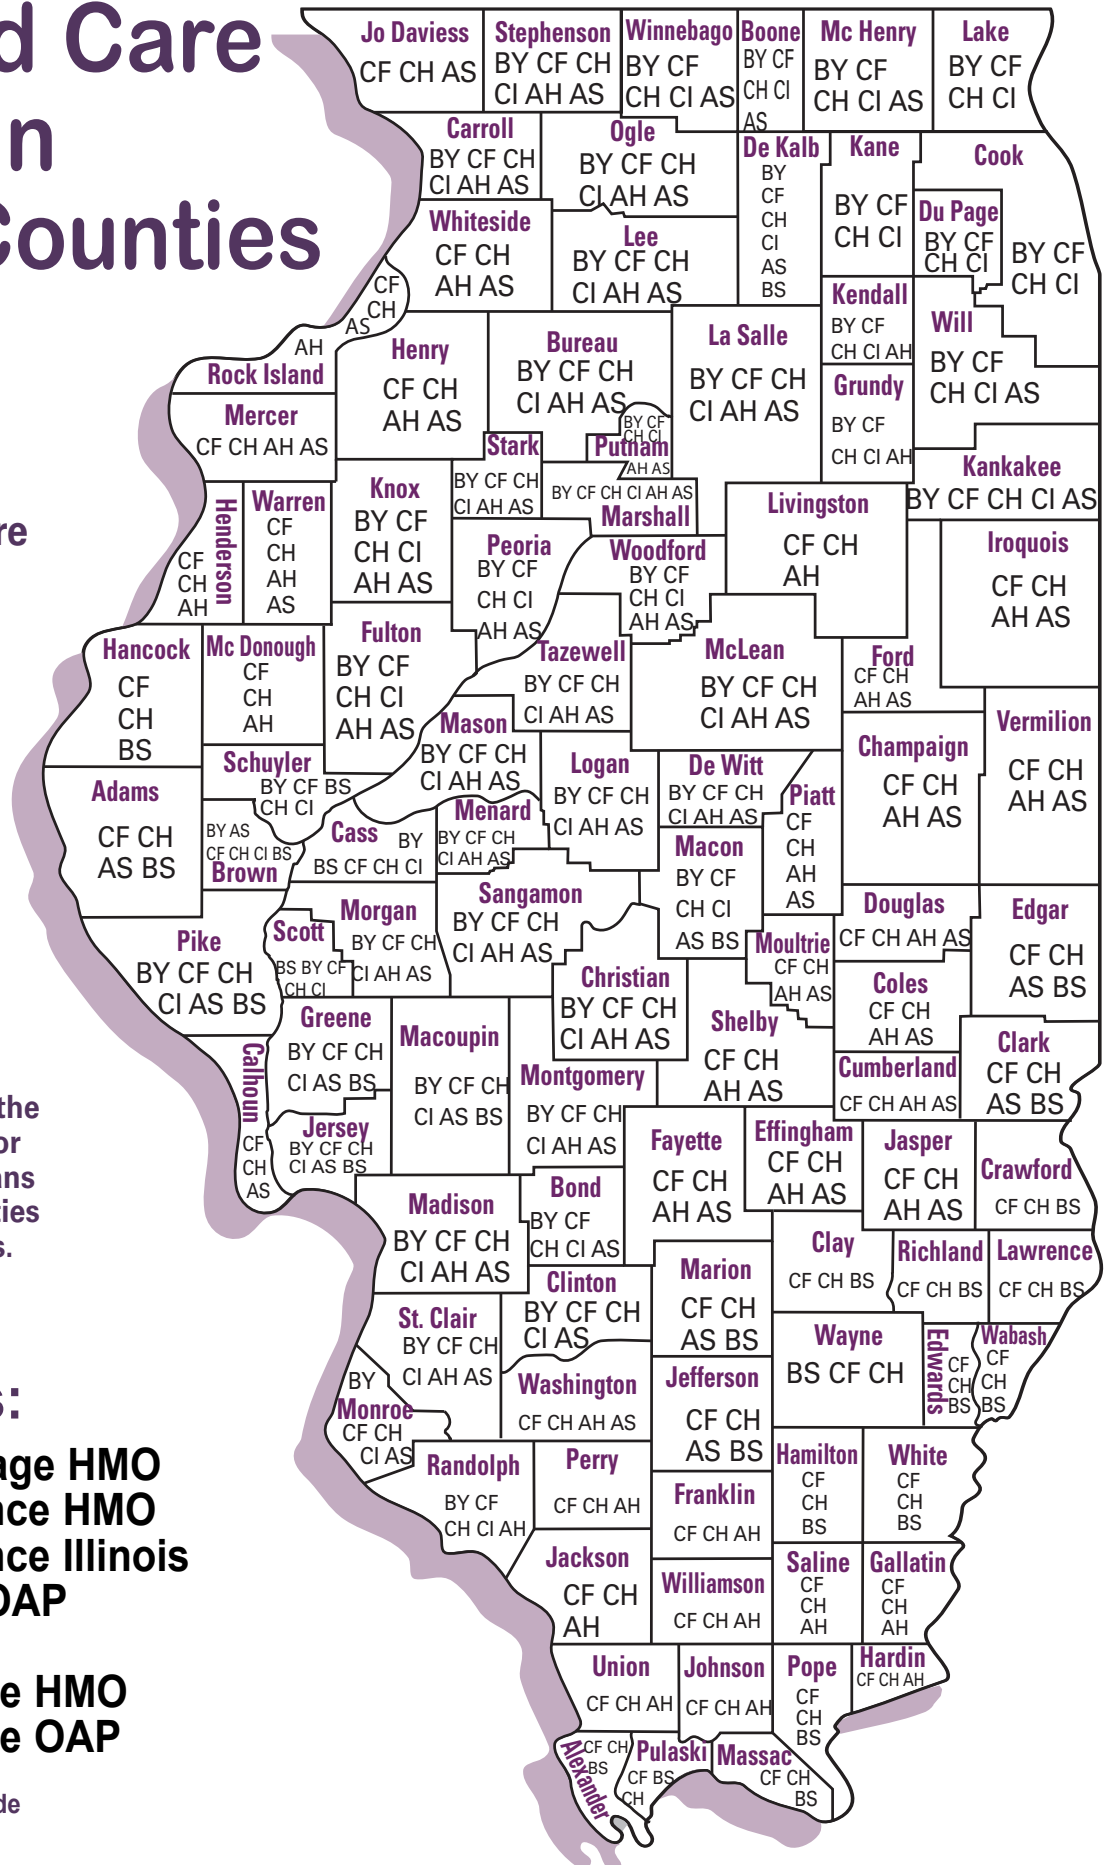 d Care
n
Counties
re
the
or
ans
ties
s.
s:
age HMO
nce HMO
nce Illinois
OAP
e HMO
e OAP
de
Jo Daviess
CF CH AS
Stephenson
BY CF CH
CI AH AS
Winnebago
BY CF
CH CI AS
Boone
BY CF
CH CI
AS
Mc Henry
BY CF
CH CI AS
Lake
BY CF
CH CI
Carroll
BY CF CH
CI AH AS
Ogle
BY CF CH
CI AH AS
De Kalb
BY
CF
CH
CI
AS
BS
Kane
BY CF
CH CI
Cook
BY CF
CH CI
Du Page
BY CF
CH CI
Whiteside
CF CH
AH AS
Lee
BY CF CH
CI AH AS
Kendall
BY CF
CH CI AH
Will
BY CF
CH CI AS
CF
CH
AS
AH
Rock Island
Henry
CF CH
AH AS
Bureau
BY CF CH
CI AH AS
La Salle
BY CF CH
CI AH AS
Grundy
BY CF
CH CI AH
Mercer
CF CH AH AS
Stark
BY CF CH
CI AH AS
BY CF
CH CI
Putnam
AH AS
BY CF CH CI AH AS
Marshall
Kankakee
BY CF CH CI AS
Henderson
CF
CH
AH
Warren
CF
CH
AH
AS
Knox
BY CF
CH CI
AH AS
Peoria
BY CF
CH CI
AH AS
Woodford
BY CF
CH CI
AH AS
Livingston
CF CH
AH
Iroquois
CF CH
AH AS
Hancock
CF
CH
BS
Mc Donough
CF
CH
AH
Fulton
BY CF
CH CI
AH AS
Tazewell
BY CF CH
CI AH AS
McLean
BY CF CH
CI AH AS
Ford
CF CH
AH AS
Mason
BY CF CH
CI AH AS
Logan
BY CF CH
CI AH AS
De Witt
BY CF CH
CI AH AS
Piatt
CF
CH
AH
AS
Champaign
CF CH
AH AS
Vermilion
CF CH
AH AS
Adams
CF CH
AS BS
Schuyler
BY CF BS
CH CI
BY AS
CF CH CI BS
Brown
Cass
BY
BS CF CH CI
Menard
BY CF CH
CI AH AS
Macon
BY CF
CH CI
AS BS
Sangamon
BY CF CH
CI AH AS
Morgan
BY CF CH
CI AH AS
Scott
BS BY CF
CH CI
Pike
BY CF CH
CI AS BS
Christian
BY CF CH
CI AH AS
Moultrie
CF CH
AH AS
Douglas
CF CH AH AS
Edgar
CF CH
AS BS
Coles
CF CH
AH AS
Greene
BY CF CH
CI AS BS
Macoupin
BY CF CH
CI AS BS
Montgomery
BY CF CH
CI AH AS
Shelby
CF CH
AH AS
Cumberland
CF CH AH AS
Clark
CF CH
AS BS
Calhoun
CF
CH
AS
Jersey
BY CF CH
CI AS BS
Fayette
CF CH
AH AS
Effingham
CF CH
AH AS
Jasper
CF CH
AH AS
Crawford
CF CH BS
Madison
BY CF CH
CI AH AS
Bond
BY CF
CH CI AS
Clay
CF CH BS
Richland
CF CH BS
Lawrence
CF CH BS
St. Clair
BY CF CH
CI AH AS
Clinton
BY CF CH
CI AS
Marion
CF CH
AS BS
Wayne
BS CF CH
Edwards
CF
CH
BS
Wabash
CF
CH
BS
BY
Monroe
CF CH
CI AS
Washington
CF CH AH AS
Jefferson
CF CH
AS BS
Randolph
BY CF
CH CI AH
Perry
CF CH AH
Franklin
CF CH AH
Hamilton
CF
CH
BS
White
CF
CH
BS
Jackson
CF CH
AH
Williamson
CF CH AH
Saline
CF
CH
AH
Gallatin
CF
CH
AH
Union
CF CH AH
Johnson
CF CH AH
Pope
CF
CH
BS
Hardin
CF CH AH
Alexander
CF CH
BS
Pulaski
CF BS
CH
Massac
CF CH
BS